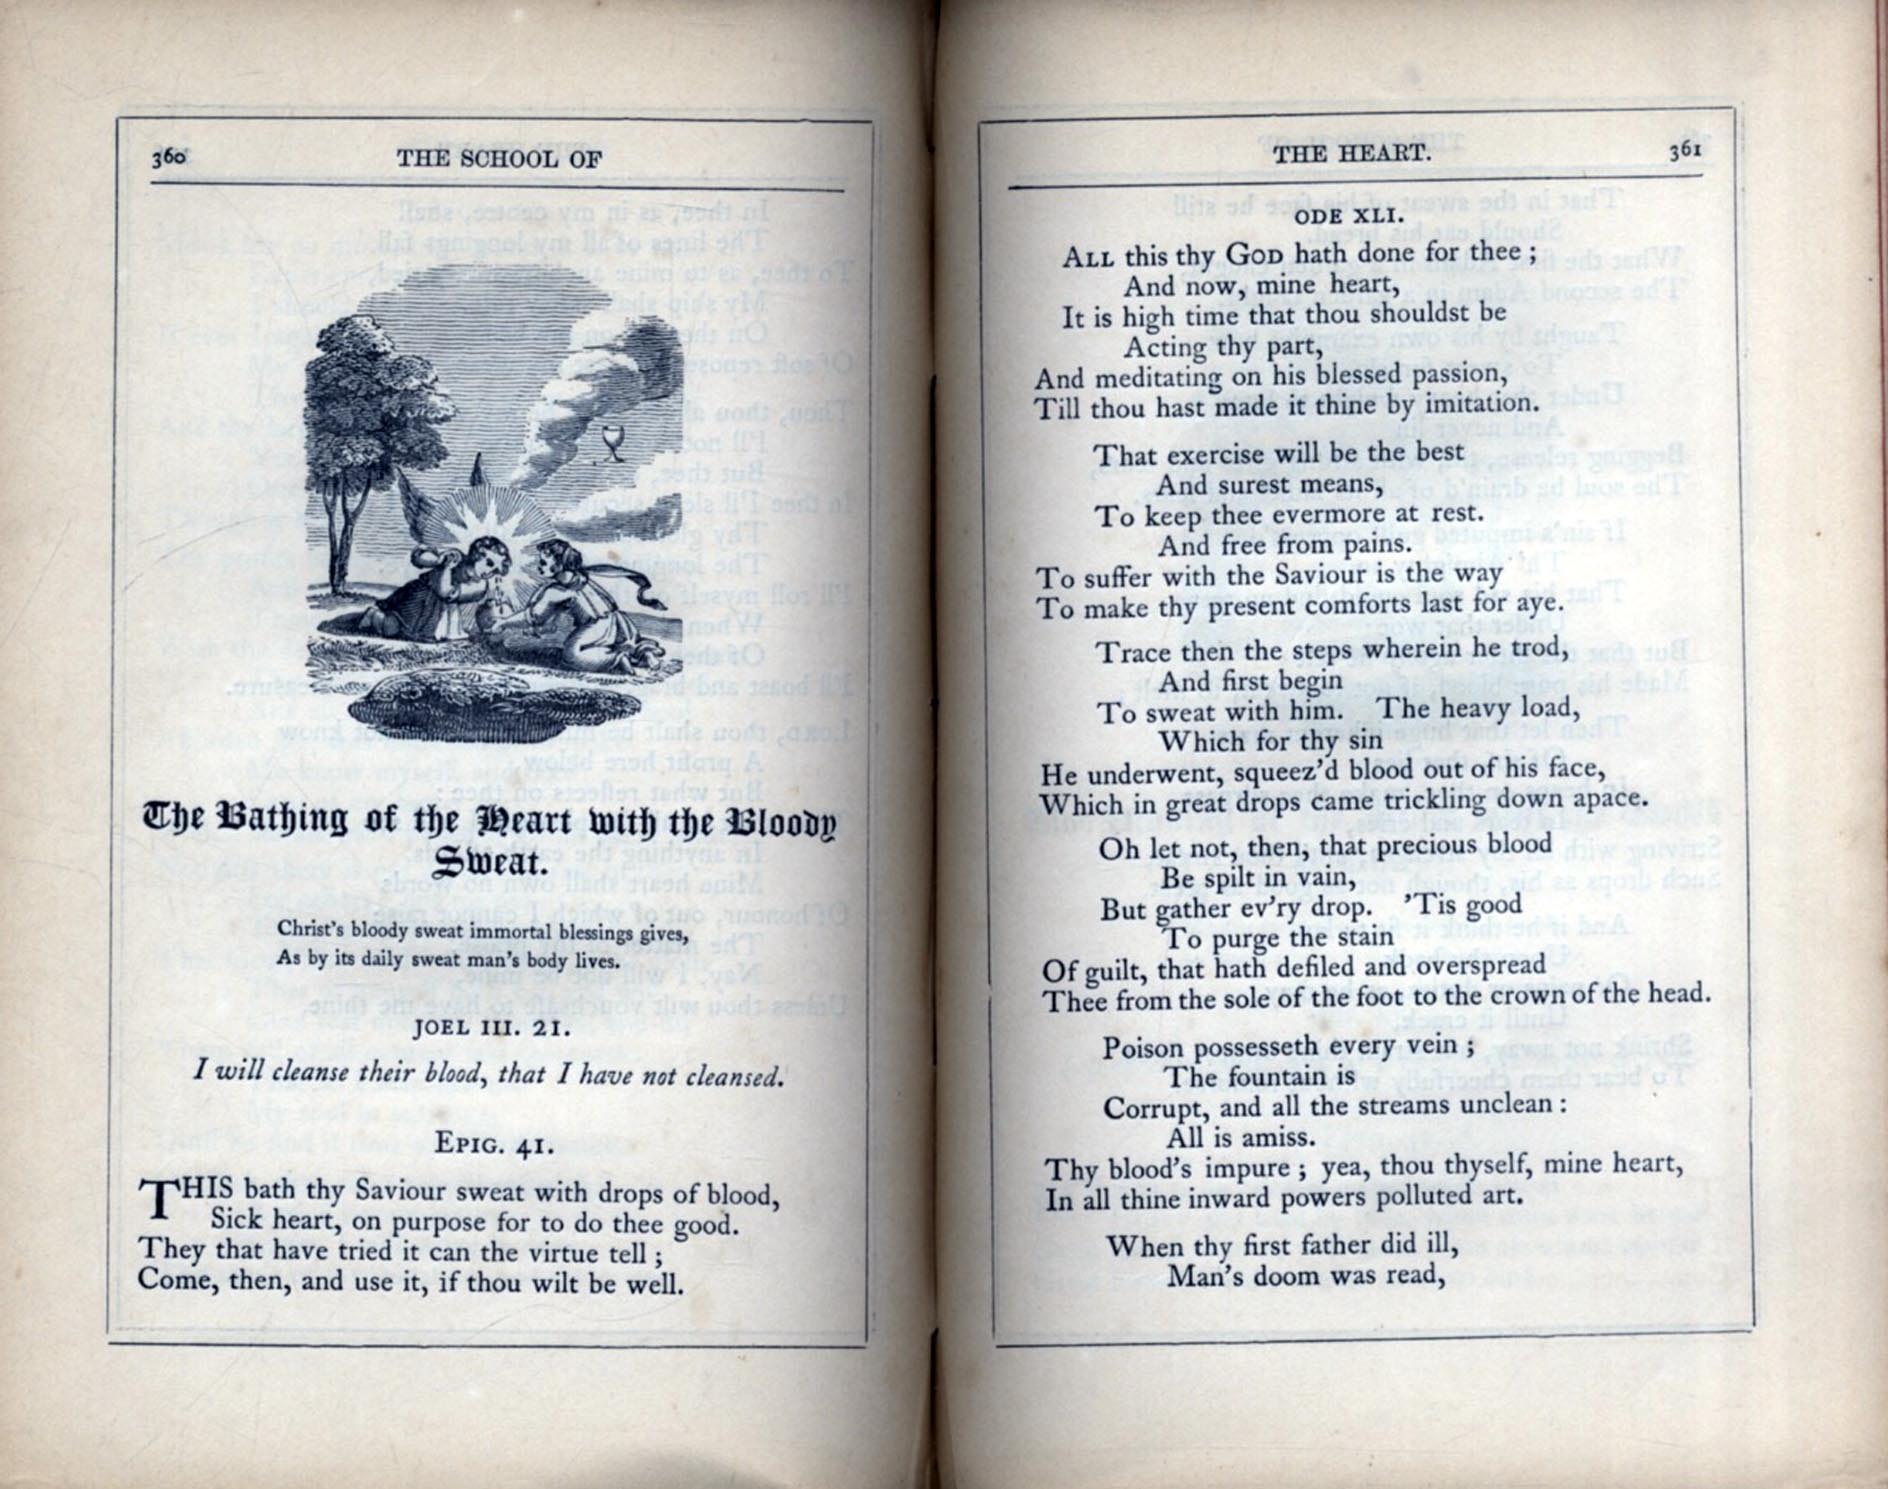 360
THE SCHOOL OF
The Bathing of the Heart with the Bloody
Sweat.
Christ's bloody sweat immortal blessings gives,
As by its daily sweat man's body lives.
JOEL III. 21.
I will cleanse their blood, that I have not cleansed.
EPIG. 41.
THIS bath thy Saviour sweat with drops of blood,
Sick heart, on purpose for to do thee good.
They that have tried it can the virtue tell ;
Come, then, and use it, if thou wilt be well.
THE HEART.
361
ODE XLI.
ALL this thy GOD hath done for thee ;
And now, mine heart,
It is high time that thou shouldst be
Acting thy part,
And meditating on his blessed passion,
Till thou hast made it thine by imitation.
That exercise will be the best
And surest means,
To keep thee evermore at rest.
And free from pains.
To suffer with the Saviour is the way
To make thy present comforts last for aye.
Trace then the steps wherein he trod,
And first begin
To sweat with him. The heavy load,
Which for thy sin
He underwent, squeez'd blood out of his face,
Which in great drops came trickling down apace.
Oh let not, then, that precious blood
Be spilt in vain,
But gather ev'ry drop. 'Tis good
To purge the stain
Of guilt, that hath defiled and overspread
Thee from the sole of the foot to the crown of the head.
Poison possesseth every vein ;
The fountain is
Corrupt, and all the streams unclean :
All is amiss.
Thy blood's impure ; yea, thou thyself, mine heart,
In all thine inward powers polluted art.
When thy first father did ill,
Man's doom was read,